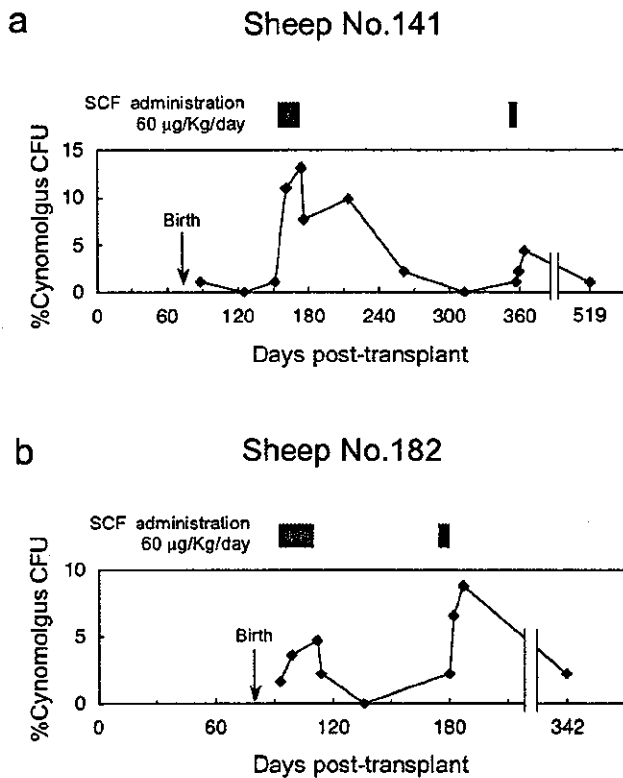 a
Sheep No.141
SCF administration
60 μg/Kg/day
%Cynomolgus CFU
15
10
5
0
Birth
0 60 120 180 240 300 360 519
Days post-transplant
b
Sheep No.182
SCF administration
60 μg/Kg/day
%Cynomolgus CFU
10
5
0
Birth
0 60 120 180 342
Days post-transplant